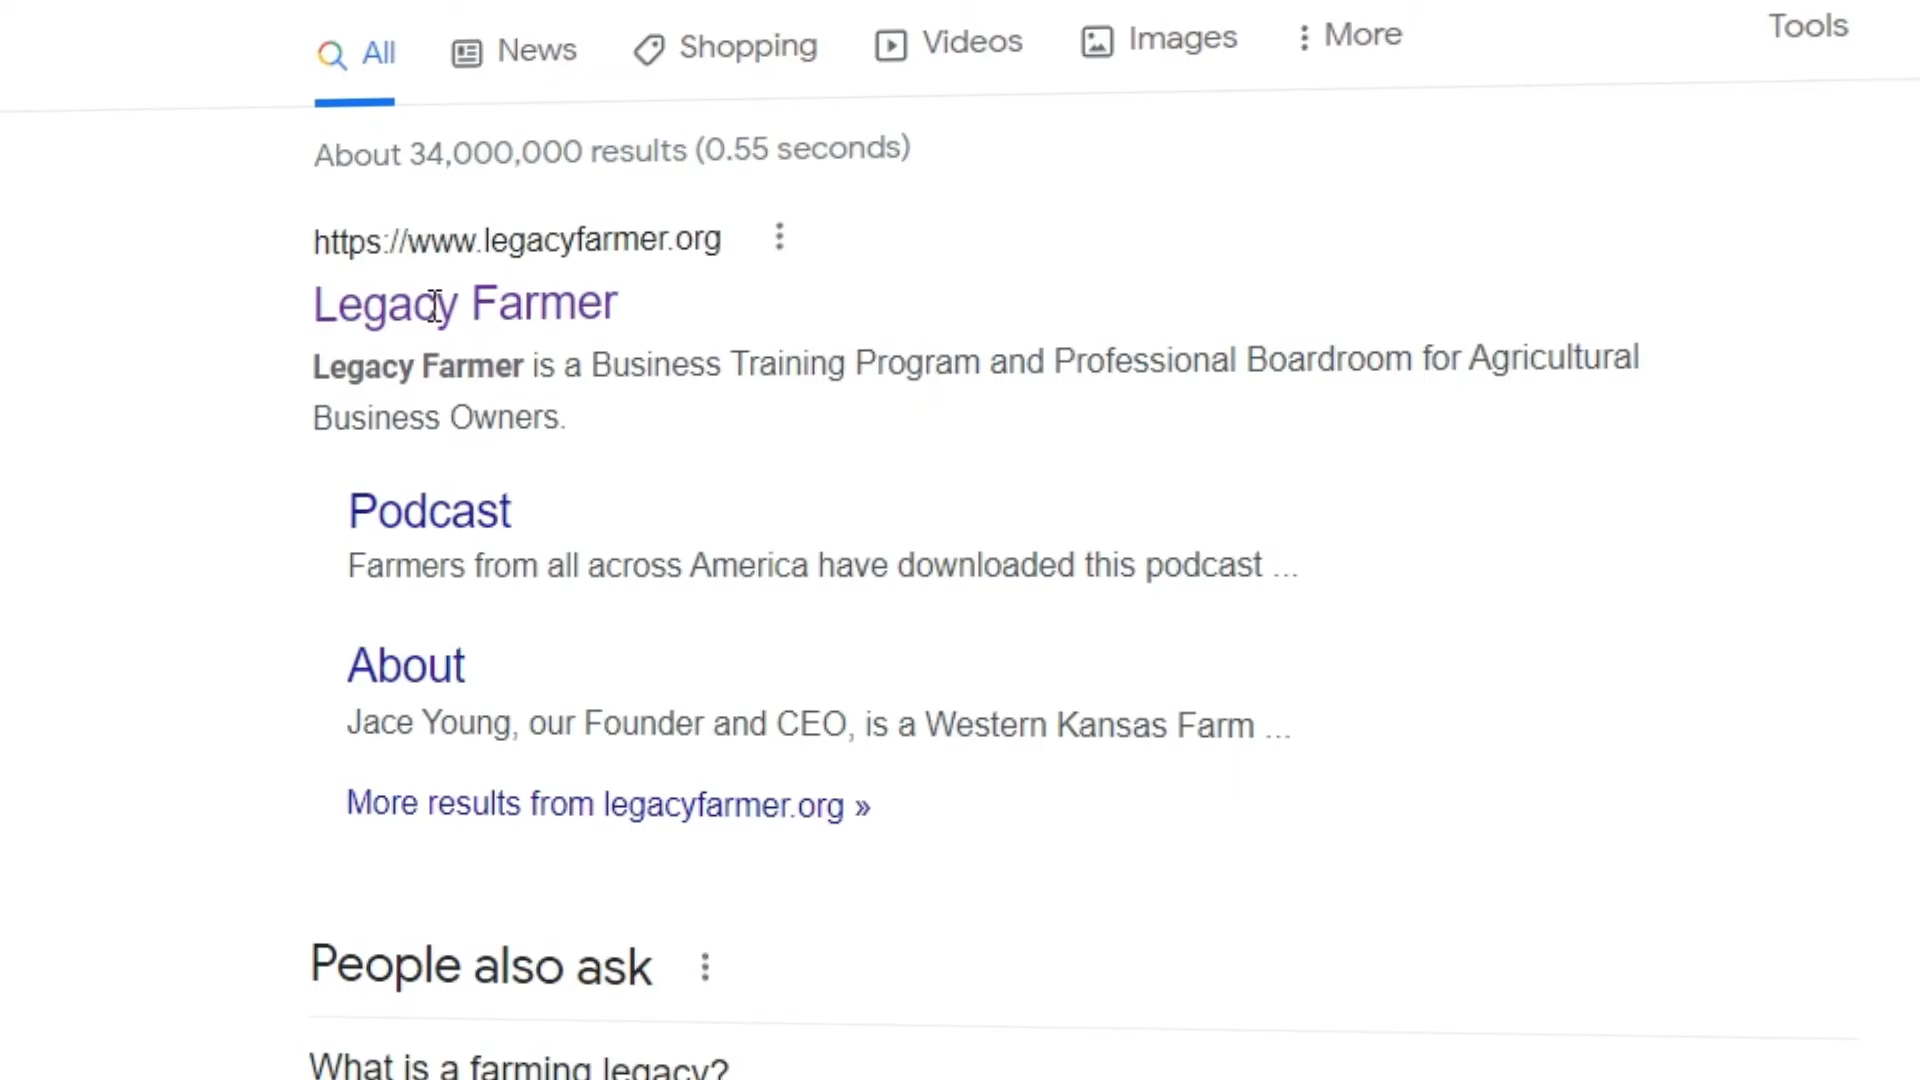 All News Shopping Videos Images More Tools
About 34,000,000 results (0.55 seconds)
https://www.legacyfarmer.org
Legacy Farmer
Legacy Farmer is a Business Training Program and Professional Boardroom for Agricultural
Business Owners.
Podcast
Farmers from all across America have downloaded this podcast ...
About
Jace Young, our Founder and CEO, is a Western Kansas Farm ...
More results from legacyfarmer.org »
People also ask
What is a farming legacy?